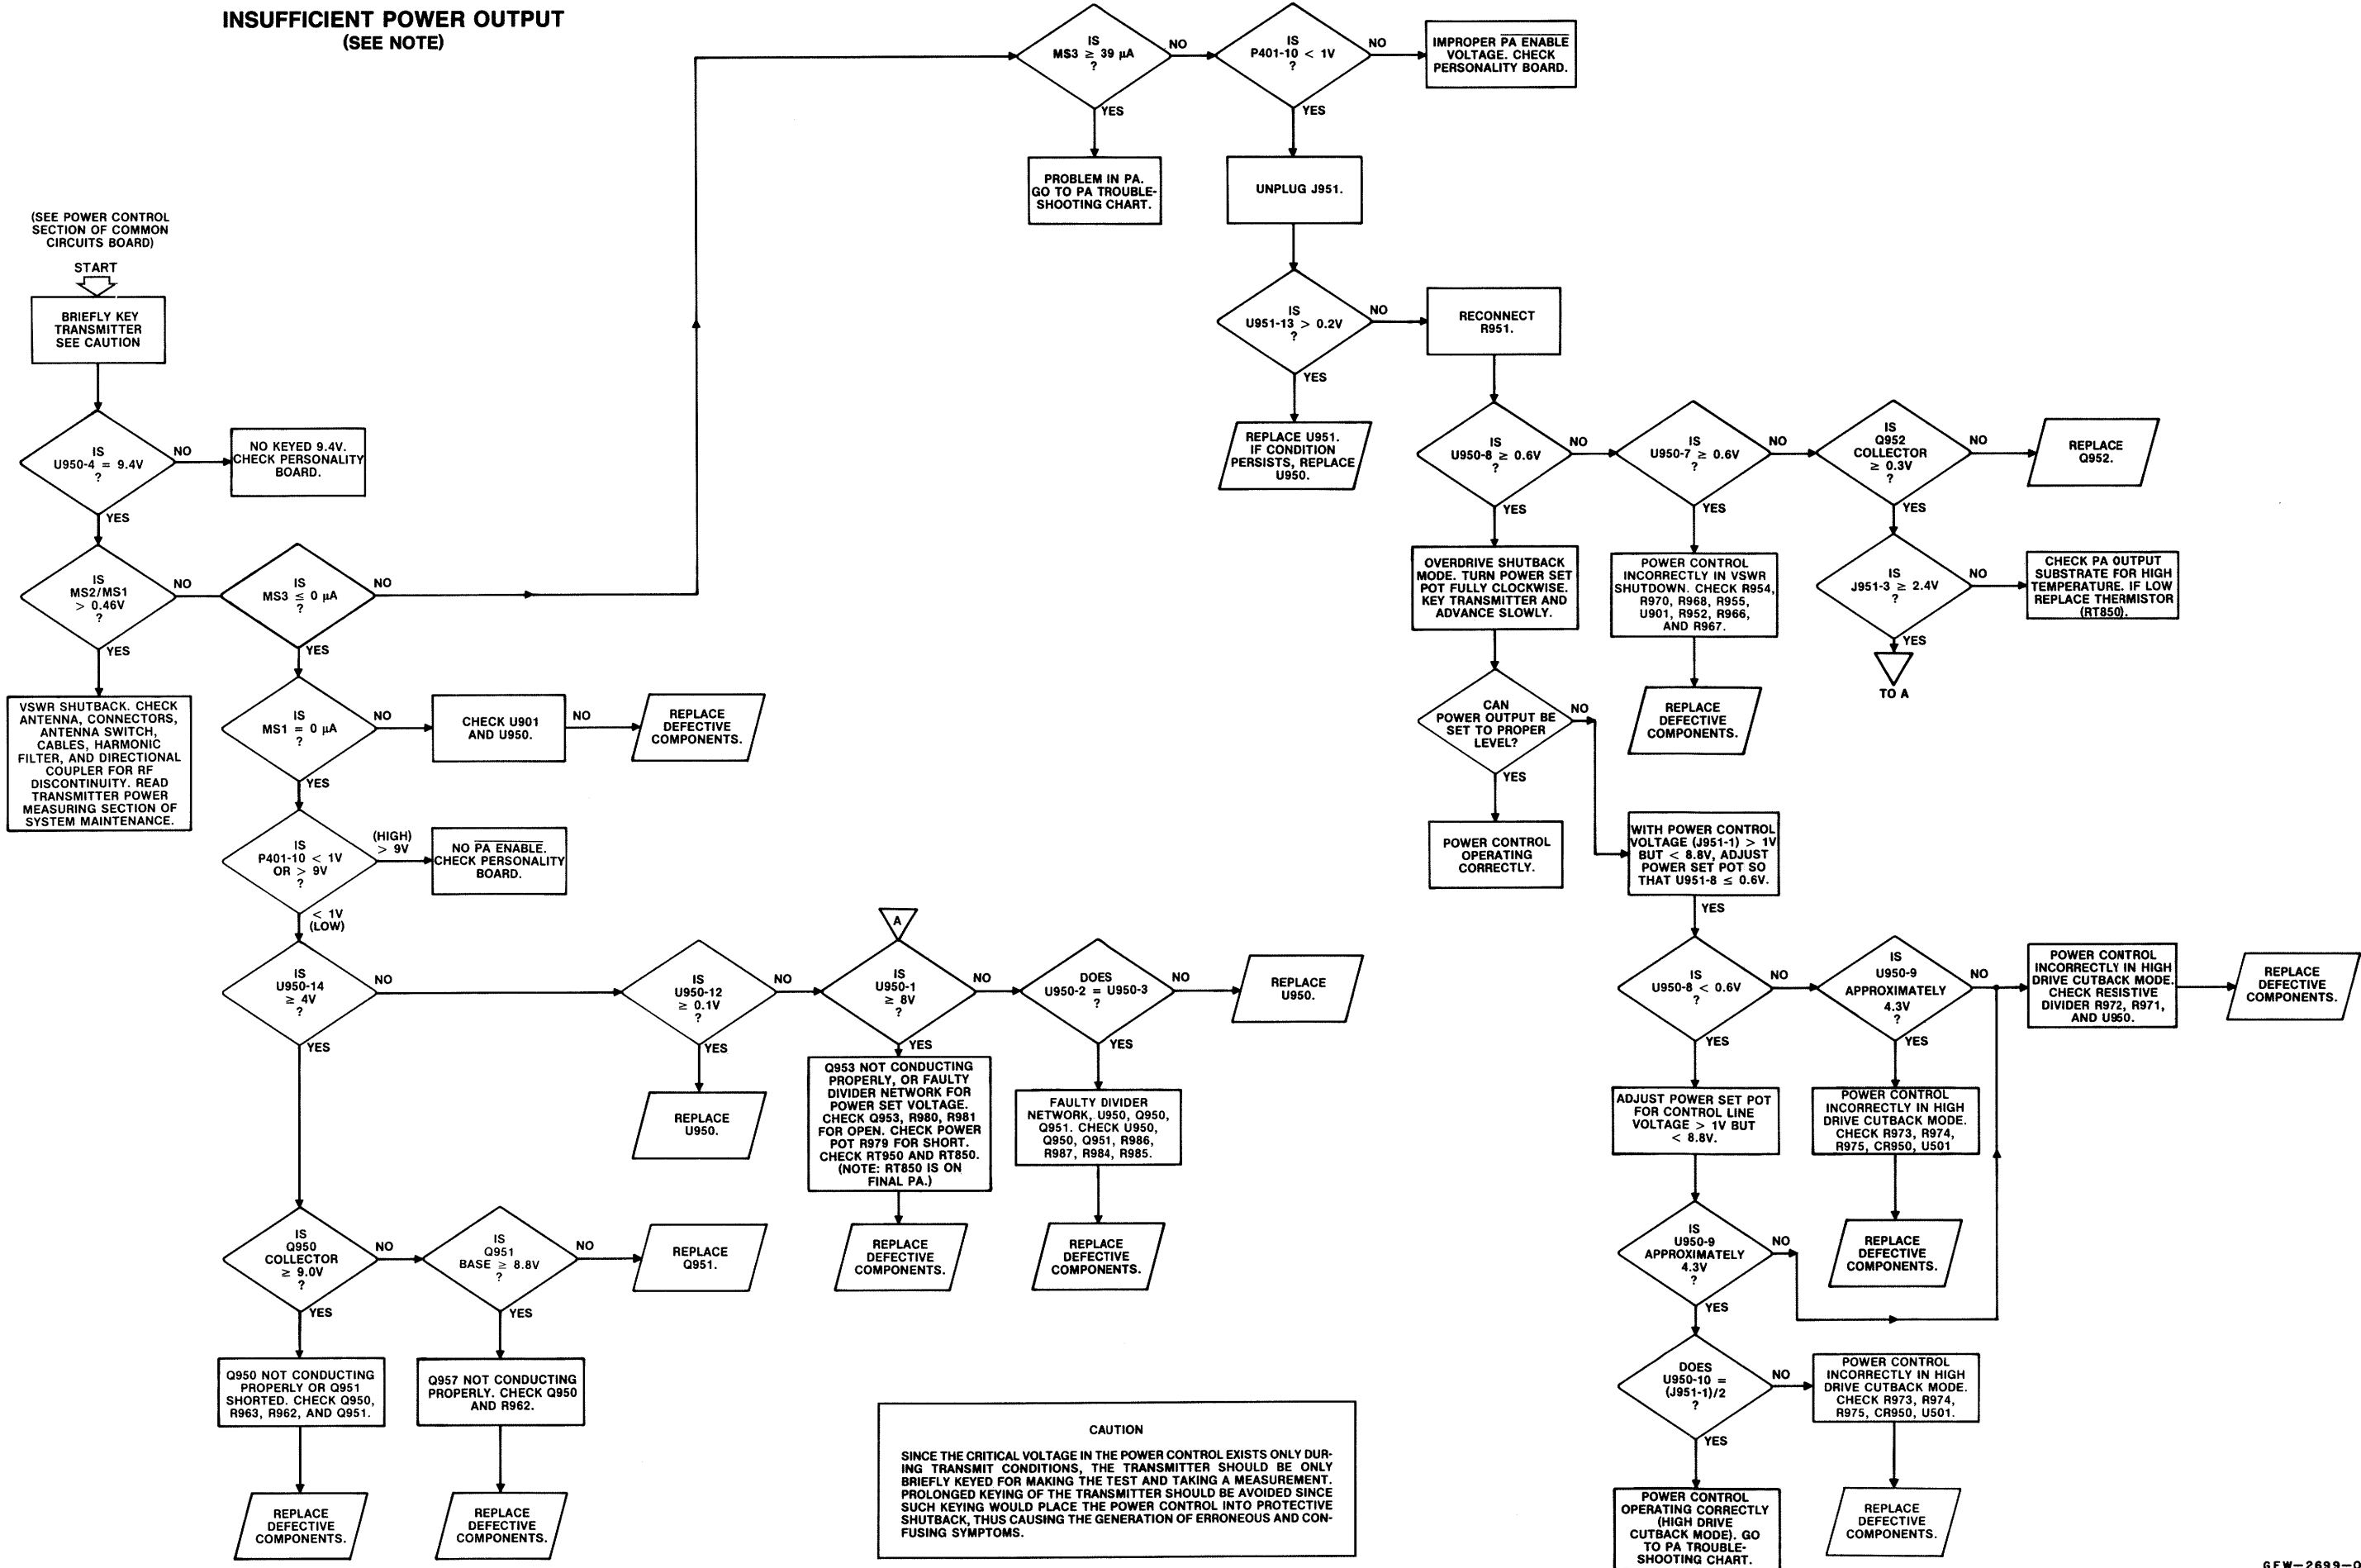 INSUFFICIENT POWER OUTPUT
(SEE NOTE)
(SEE POWER CONTROL
SECTION OF COMMON
CIRCUITS BOARD)
START
BRIEFLY KEY
TRANSMITTER
SEE CAUTION
IS
U950-4 = 9.4V
?
NO
NO KEYED 9.4V.
CHECK PERSONALITY
BOARD.
YES
IS
MS2/MS1
> 0.46V
?
NO
YES
VSWR SHUTBACK. CHECK
ANTENNA, CONNECTORS,
ANTENNA SWITCH,
CABLES, HARMONIC
FILTER, AND DIRECTIONAL
COUPLER FOR RF
DISCONTINUITY. READ
TRANSMITTER POWER
MEASURING SECTION OF
SYSTEM MAINTENANCE.
IS
MS3 ≤ 0 µA
?
NO
YES
IS
MS1 = 0 µA
?
NO
CHECK U901
AND U950.
NO
REPLACE
DEFECTIVE
COMPONENTS.
YES
IS
P401-10 < 1V
OR > 9V
?
(HIGH)
> 9V
NO PA ENABLE.
CHECK PERSONALITY
BOARD.
< 1V
(LOW)
IS
U950-14
≥ 4V
?
NO
YES
IS
U950-12
≥ 0.1V
?
NO
YES
REPLACE
U950.
A
IS
U950-1
≥ 8V
?
NO
YES
Q953 NOT CONDUCTING
PROPERLY, OR FAULTY
DIVIDER NETWORK FOR
POWER SET VOLTAGE.
CHECK Q953, R980, R981
FOR OPEN. CHECK POWER
POT R979 FOR SHORT.
CHECK RT950 AND RT850.
(NOTE: RT850 IS ON
FINAL PA.)
REPLACE
DEFECTIVE
COMPONENTS.
DOES
U950-2 = U950-3
?
NO
REPLACE
U950.
YES
FAULTY DIVIDER
NETWORK, U950, Q950,
Q951. CHECK U950,
Q950, Q951, R986,
R987, R984, R985.
REPLACE
DEFECTIVE
COMPONENTS.
IS
Q950
COLLECTOR
≥ 9.0V
?
NO
YES
Q950 NOT CONDUCTING
PROPERLY OR Q951
SHORTED. CHECK Q950,
R963, R962, AND Q951.
REPLACE
DEFECTIVE
COMPONENTS.
IS
Q951
BASE ≥ 8.8V
?
NO
REPLACE
Q951.
YES
Q957 NOT CONDUCTING
PROPERLY. CHECK Q950
AND R962.
REPLACE
DEFECTIVE
COMPONENTS.
IS
MS3 ≥ 39 µA
?
NO
YES
PROBLEM IN PA.
GO TO PA TROUBLE-
SHOOTING CHART.
IS
P401-10 < 1V
?
NO
IMPROPER PA ENABLE
VOLTAGE. CHECK
PERSONALITY BOARD.
YES
UNPLUG J951.
IS
U951-13 > 0.2V
?
NO
YES
REPLACE U951.
IF CONDITION
PERSISTS, REPLACE
U950.
RECONNECT
R951.
IS
U950-8 ≥ 0.6V
?
NO
YES
OVERDRIVE SHUTBACK
MODE. TURN POWER SET
POT FULLY CLOCKWISE.
KEY TRANSMITTER AND
ADVANCE SLOWLY.
IS
U950-7 ≥ 0.6V
?
NO
YES
POWER CONTROL
INCORRECTLY IN VSWR
SHUTDOWN. CHECK R954,
R970, R968, R955,
U901, R952, R966,
AND R967.
REPLACE
DEFECTIVE
COMPONENTS.
IS
Q952
COLLECTOR
≥ 0.3V
?
NO
REPLACE
Q952.
YES
IS
J951-3 ≥ 2.4V
?
NO
CHECK PA OUTPUT
SUBSTRATE FOR HIGH
TEMPERATURE. IF LOW
REPLACE THERMISTOR
(RT850).
YES
TO A
CAN
POWER OUTPUT BE
SET TO PROPER
LEVEL?
NO
YES
POWER CONTROL
OPERATING
CORRECTLY.
WITH POWER CONTROL
VOLTAGE (J951-1) > 1V
BUT < 8.8V, ADJUST
POWER SET POT SO
THAT U951-8 ≤ 0.6V.
YES
IS
U950-8 < 0.6V
?
NO
YES
IS
U950-9
APPROXIMATELY
4.3V
?
NO
YES
POWER CONTROL
INCORRECTLY IN HIGH
DRIVE CUTBACK MODE.
CHECK RESISTIVE
DIVIDER R972, R971,
AND U950.
REPLACE
DEFECTIVE
COMPONENTS.
ADJUST POWER SET POT
FOR CONTROL LINE
VOLTAGE > 1V BUT
< 8.8V.
POWER CONTROL
INCORRECTLY IN HIGH
DRIVE CUTBACK MODE.
CHECK R973, R974,
R975, CR950, U501
REPLACE
DEFECTIVE
COMPONENTS.
IS
U950-9
APPROXIMATELY
4.3V
?
NO
YES
DOES
U950-10 =
(J951-1)/2
?
NO
POWER CONTROL
INCORRECTLY IN HIGH
DRIVE CUTBACK MODE.
CHECK R973, R974,
R975, CR950, U501.
REPLACE
DEFECTIVE
COMPONENTS.
YES
POWER CONTROL
OPERATING CORRECTLY
(HIGH DRIVE
CUTBACK MODE). GO
TO PA TROUBLE-
SHOOTING CHART.
CAUTION
SINCE THE CRITICAL VOLTAGE IN THE POWER CONTROL EXISTS ONLY DUR-
ING TRANSMIT CONDITIONS, THE TRANSMITTER SHOULD BE ONLY
BRIEFLY KEYED FOR MAKING THE TEST AND TAKING A MEASUREMENT.
PROLONGED KEYING OF THE TRANSMITTER SHOULD BE AVOIDED SINCE
SUCH KEYING WOULD PLACE THE POWER CONTROL INTO PROTECTIVE
SHUTBACK, THUS CAUSING THE GENERATION OF ERRONEOUS AND CON-
FUSING SYMPTOMS.